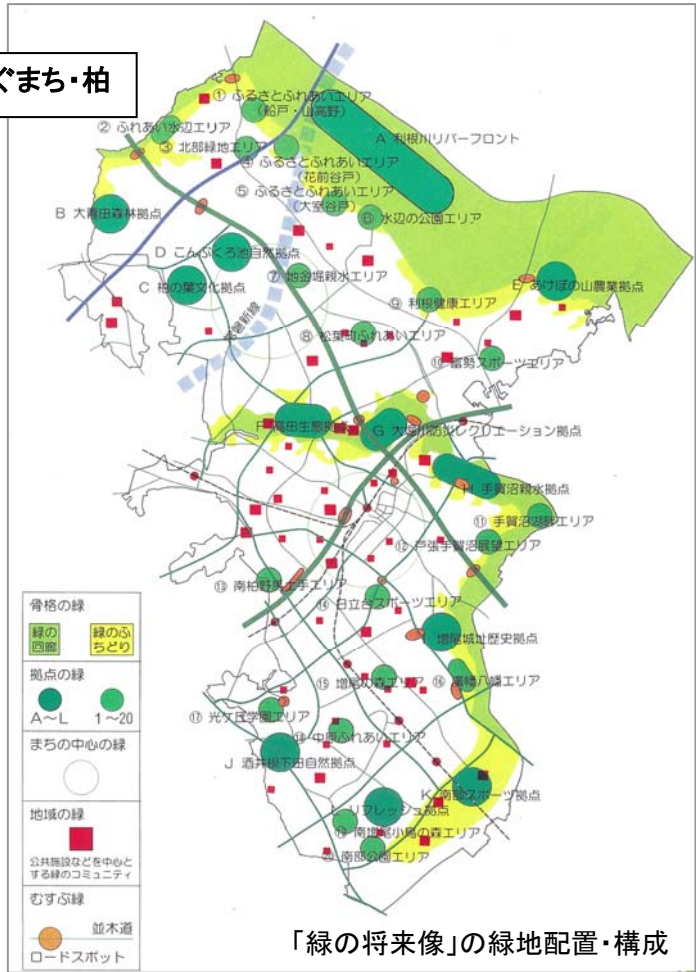 ぐまち・柏
① ふるさとふれあいエリア
(船戸・山高野)
② ふれあい水辺エリア
③ 北部緑地エリア
A 利根川リバーフロント
④ ふるさとふれあいエリア
(花前谷戸)
⑤ ふるさとふれあいエリア
(大室谷戸)
B 大青田森林拠点
⑥ 水辺の公園エリア
D こんぶくろ池自然拠点
⑦ 地金堀親水エリア
C 柏の葉文化拠点
E あけぼの山農業拠点
⑨ 利根健康エリア
常磐新線
⑧ 松葉町ふれあいエリア
⑩ 富勢スポーツエリア
F 高田生態拠点
G 大堀川防災レクリエーション拠点
H 手賀沼親水拠点
⑪ 手賀沼湖畔エリア
⑫ 戸張手賀沼展望エリア
⑬ 南柏野馬土手エリア
⑭ 日立台スポーツエリア
I 増尾城址歴史拠点
⑮ 増尾の森エリア
⑯ 八幡エリア
⑰ 光ケ丘学園エリア
⑱ 中原ふれあいエリア
J 酒井根下田自然拠点
K 南部スポーツ拠点
L リフレッシュ拠点
⑲ 南増尾小鳥の森エリア
⑳ 南部公園エリア
骨格の緑
緑の
回廊
緑のふ
ちどり
拠点の緑
A〜L
1〜20
まちの中心の緑
地域の緑
公共施設などを中心と
する緑のコミュニティ
むすぶ緑
並木道
ロードスポット
「緑の将来像」の緑地配置・構成